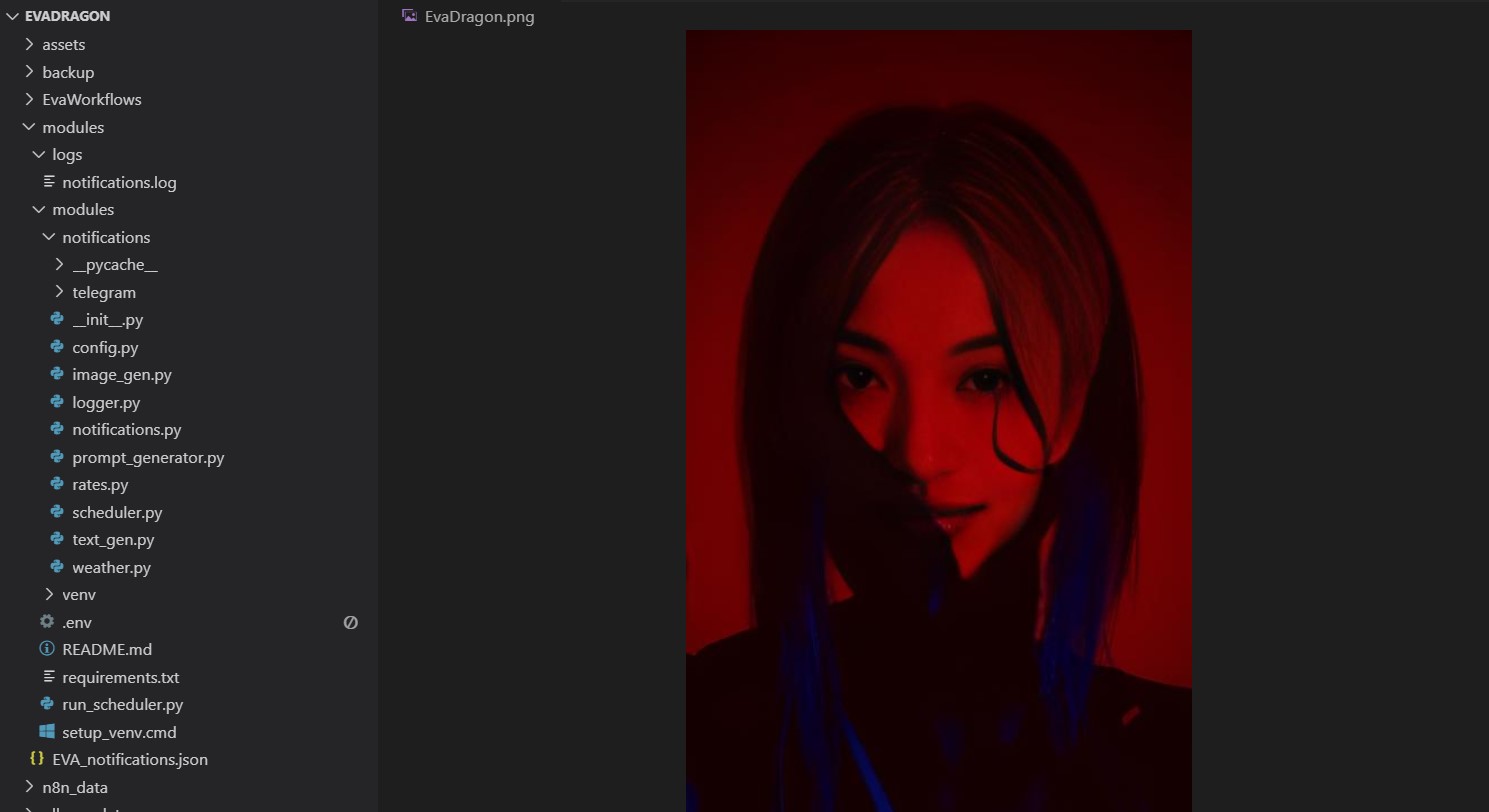 EVADRAGON
assets
backup
EvaWorkflows
modules
logs
notifications.log
modules
notifications
__pycache__
telegram
__init__.py
config.py
image_gen.py
logger.py
notifications.py
prompt_generator.py
rates.py
scheduler.py
text_gen.py
weather.py
venv
.env
README.md
requirements.txt
run_scheduler.py
setup_venv.cmd
EVA_notifications.json
n8n_data
EvaDragon.png